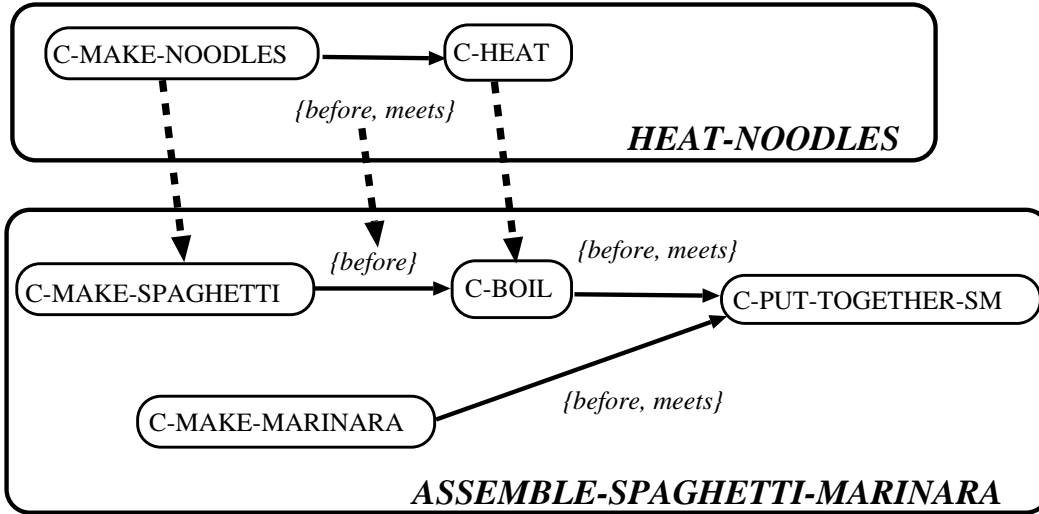 C-MAKE-NOODLES
C-HEAT
{before, meets}
HEAT-NOODLES
{before}
{before, meets}
C-MAKE-SPAGHETTI
C-BOIL
C-PUT-TOGETHER-SM
C-MAKE-MARINARA
{before, meets}
ASSEMBLE-SPAGHETTI-MARINARA